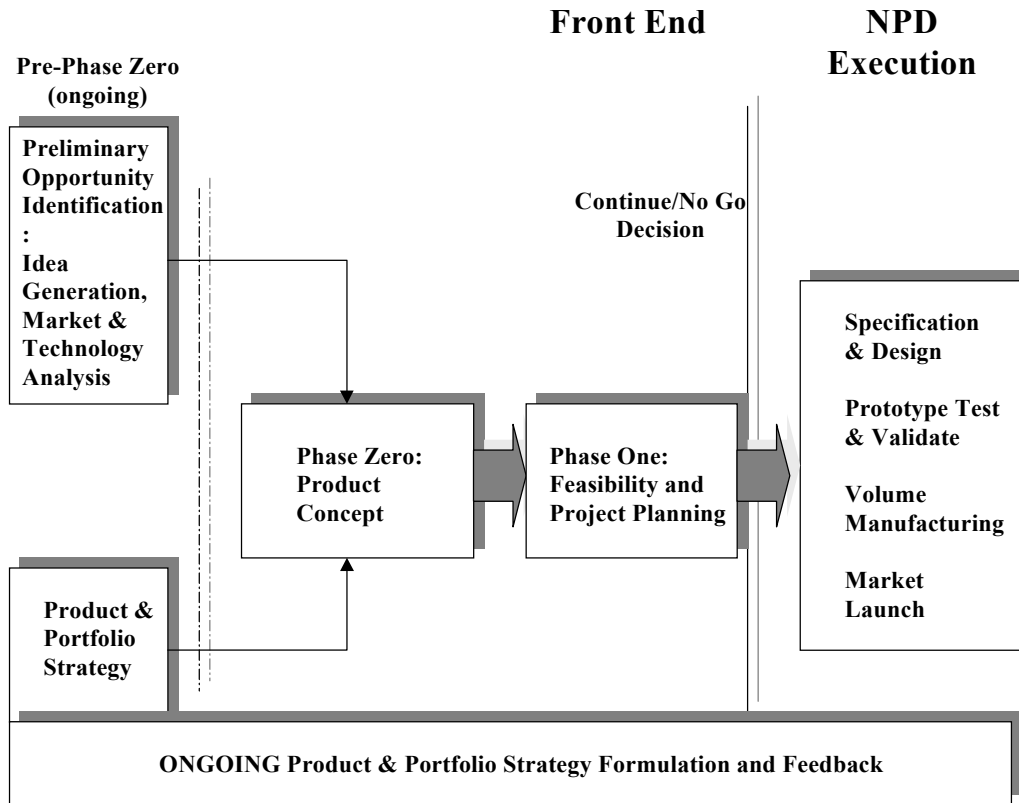 Front End
NPD
Execution
Pre-Phase Zero
(ongoing)
Preliminary
Opportunity
Identification
:
Idea
Generation,
Market &
Technology
Analysis
Continue/No Go
Decision
Phase Zero:
Product
Concept
Phase One:
Feasibility and
Project Planning
Specification
& Design
Prototype Test
& Validate
Volume
Manufacturing
Market
Launch
Product &
Portfolio
Strategy
ONGOING Product & Portfolio Strategy Formulation and Feedback